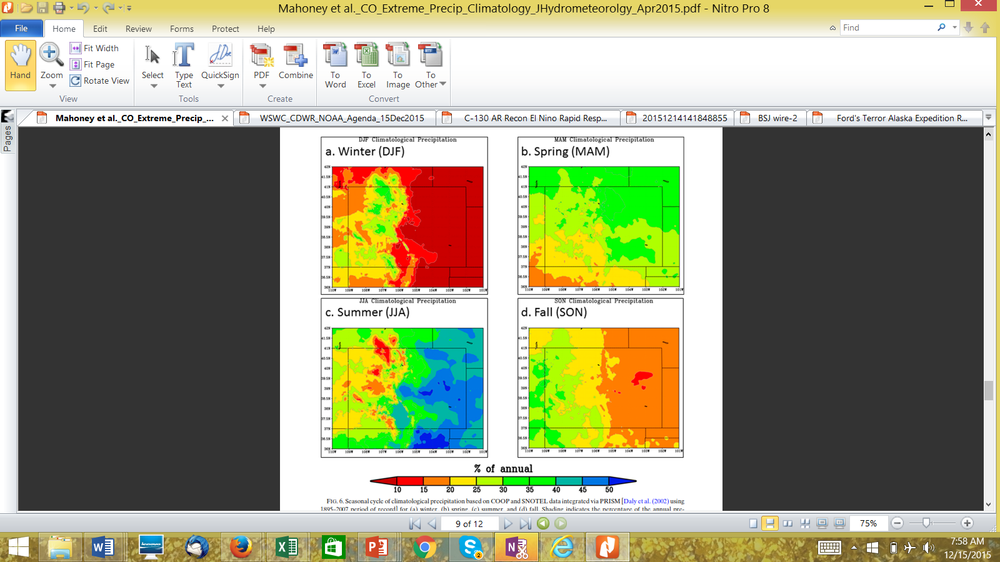 Mahoney et al._CO_Extreme_Precip_Climatology_JHydrometeorolgy_Apr2015.pdf - Nitro Pro 8
File Home Edit Review Forms Protect Help
Find
Hand
Zoom
Fit Width
Fit Page
Rotate View
View
Select
Type Text
QuickSign
Tools
PDF
Combine
Create
To Word
To Excel
To Image
To Other
Convert
Pages
Mahoney et al._CO_Extreme_Precip_...
WSWC_CDWR_NOAA_Agenda_15Dec2015
C-130 AR Recon El Nino Rapid Resp...
20151214141848855
BSJ wire-2
Ford's Terror Alaska Expedition R...
DJF Climatological Precipitation
a. Winter (DJF)
42N
41.5N
41N
40.5N
40N
39.5N
39N
38.5N
38N
37.5N
37N
36.5N
36N
110W 109W 108W 107W 106W 105W 104W 103W 102W 101W
MAM Climatological Precipitation
b. Spring (MAM)
42N
41.5N
41N
40.5N
40N
39.5N
39N
38.5N
38N
37.5N
37N
36.5N
36N
110W 109W 108W 107W 106W 105W 104W 103W 102W 101W
JJA Climatological Precipitation
c. Summer (JJA)
42N
41.5N
41N
40.5N
40N
39.5N
39N
38.5N
38N
37.5N
37N
36.5N
36N
110W 109W 108W 107W 106W 105W 104W 103W 102W 101W
SON Climatological Precipitation
d. Fall (SON)
42N
41.5N
41N
40.5N
40N
39.5N
39N
38.5N
38N
37.5N
37N
36.5N
36N
110W 109W 108W 107W 106W 105W 104W 103W 102W 101W
% of annual
10 15 20 25 30 35 40 45 50
FIG. 6. Seasonal cycle of climatological precipitation based on COOP and SNOTEL data integrated via PRISM [Daly et al. (2002) using
1895–2007 period of record] for (a) winter, (b) spring, (c) summer, and (d) fall. Shading indicates the percentage of the annual pre-
9 of 12
75%
7:58 AM
12/15/2015